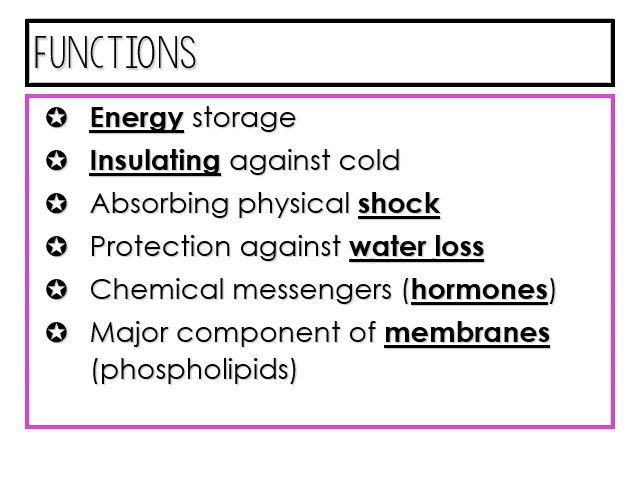 FUNCTIONS
✪ Energy storage
✪ Insulating against cold
✪ Absorbing physical shock
✪ Protection against water loss
✪ Chemical messengers (hormones)
✪ Major component of membranes
(phospholipids)